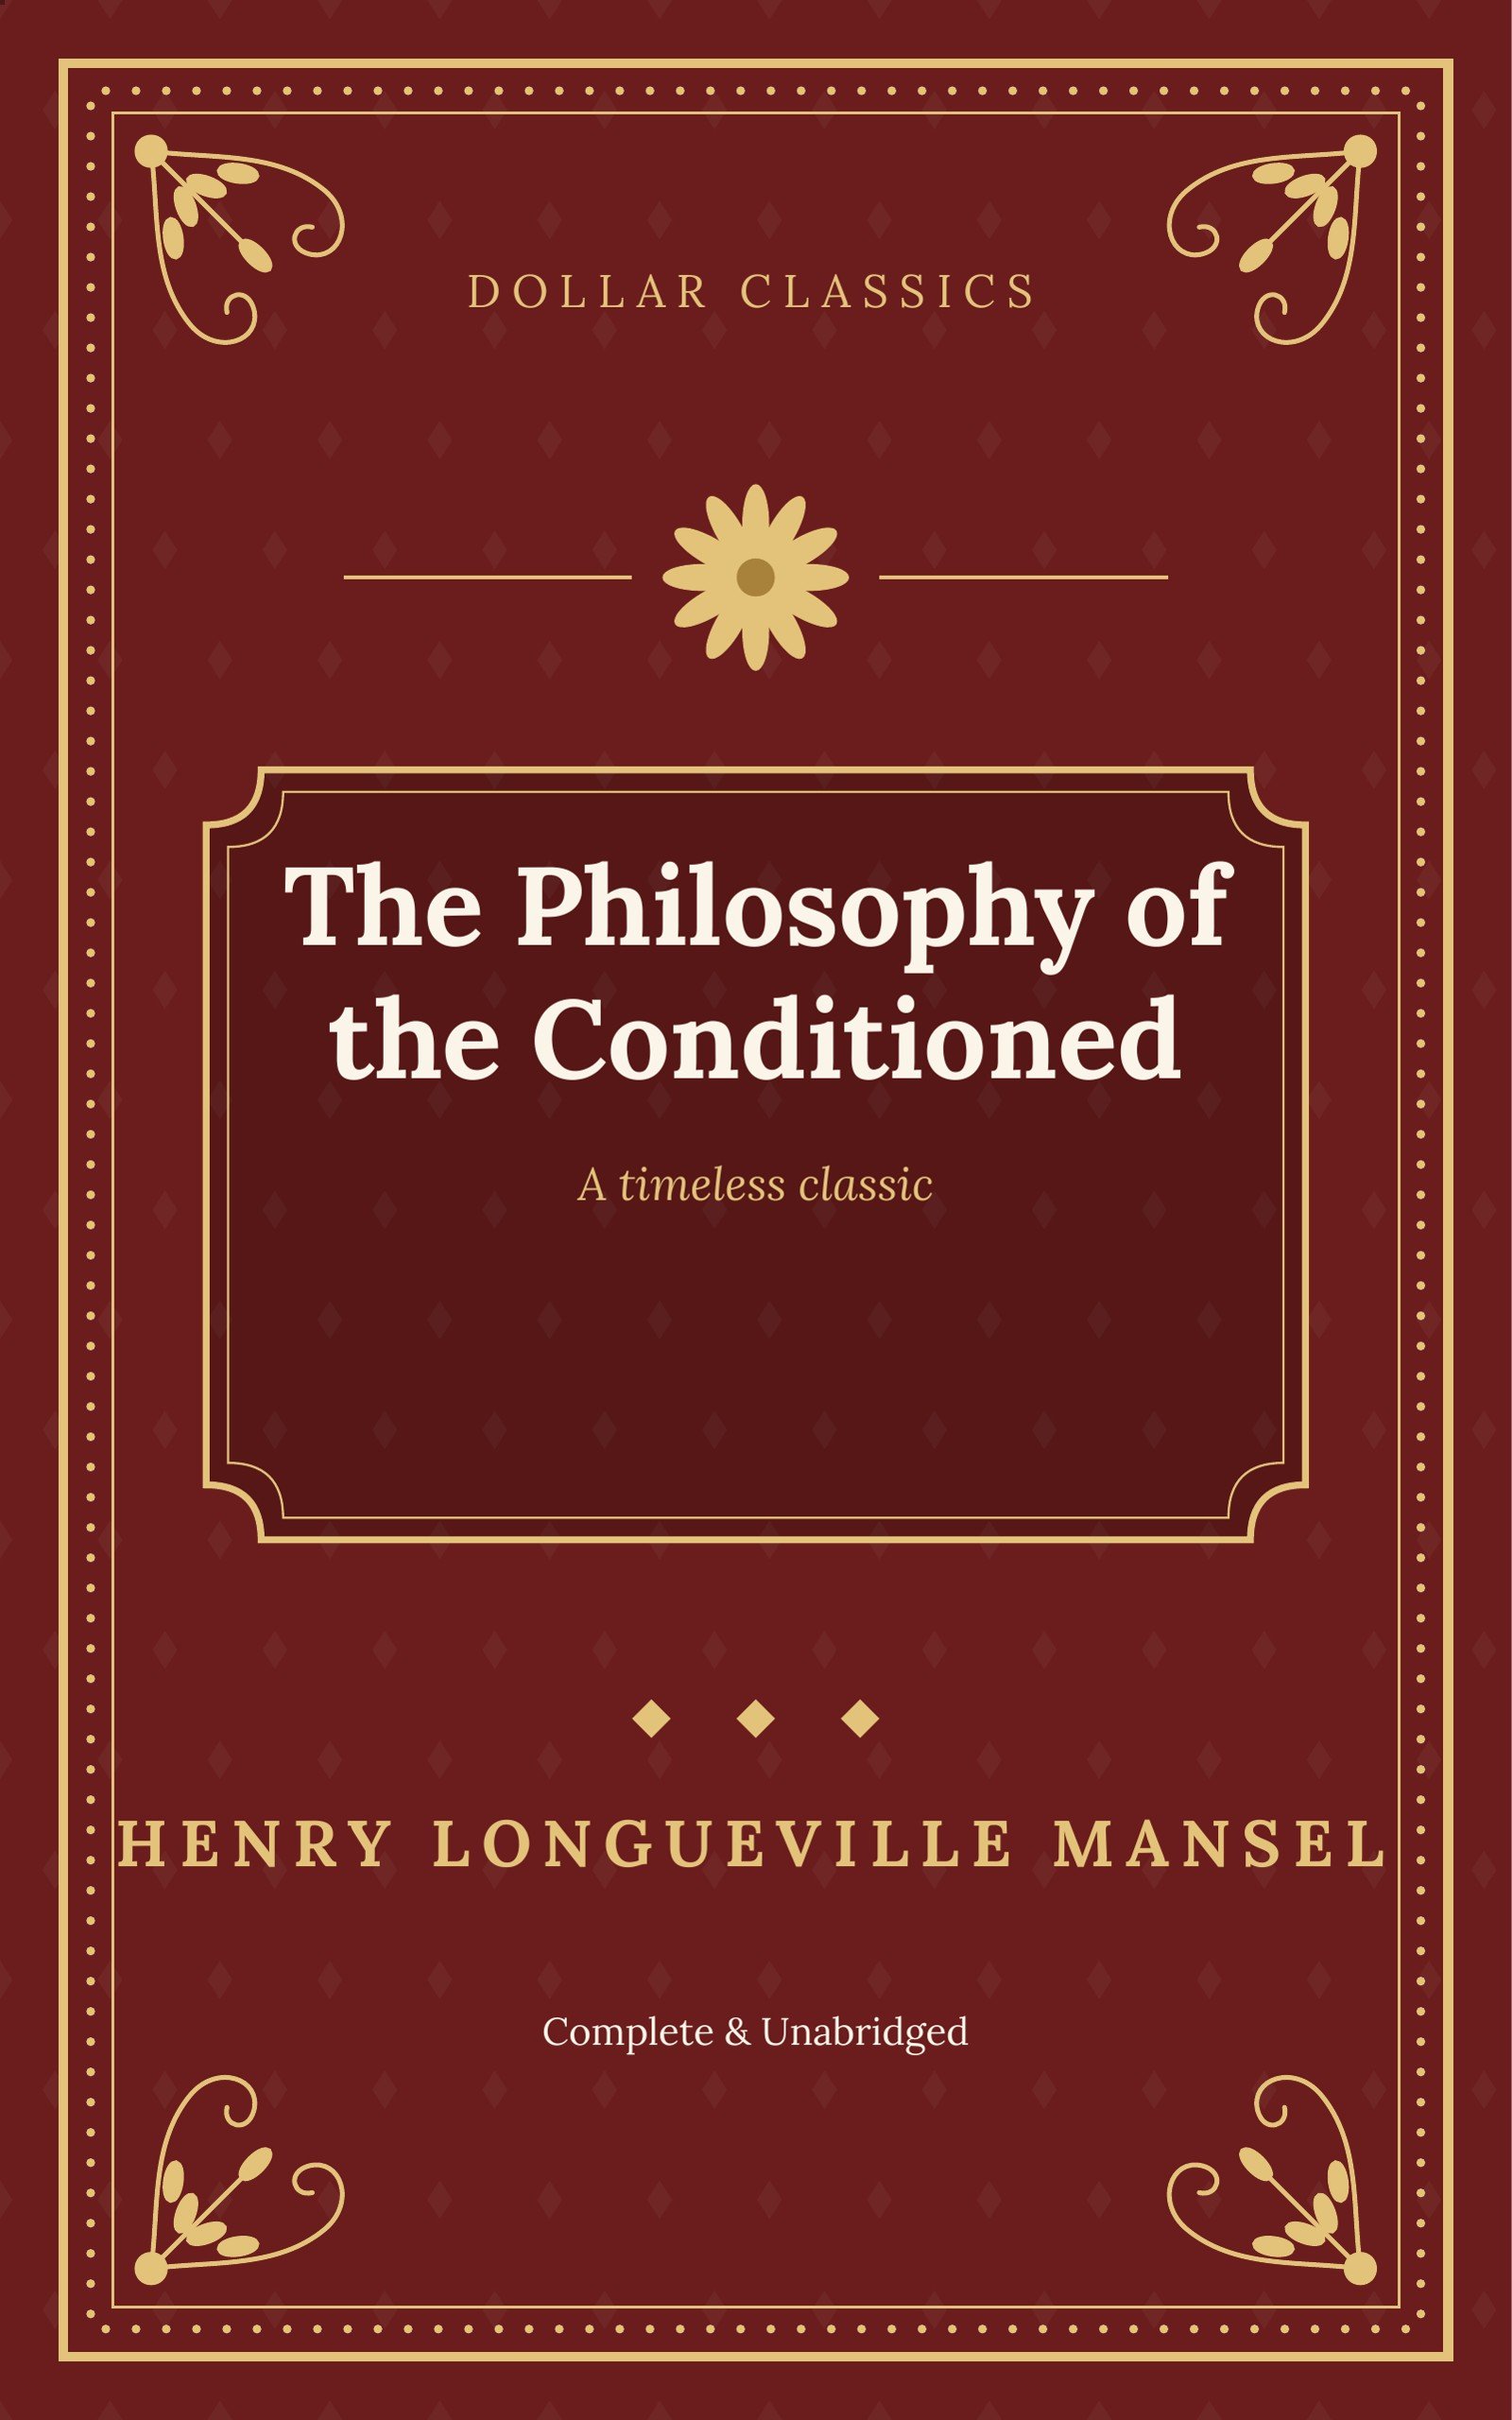 DOLLAR CLASSICS
The Philosophy of
the Conditioned
A timeless classic
HENRY LONGUEVILLE MANSEL
Complete & Unabridged